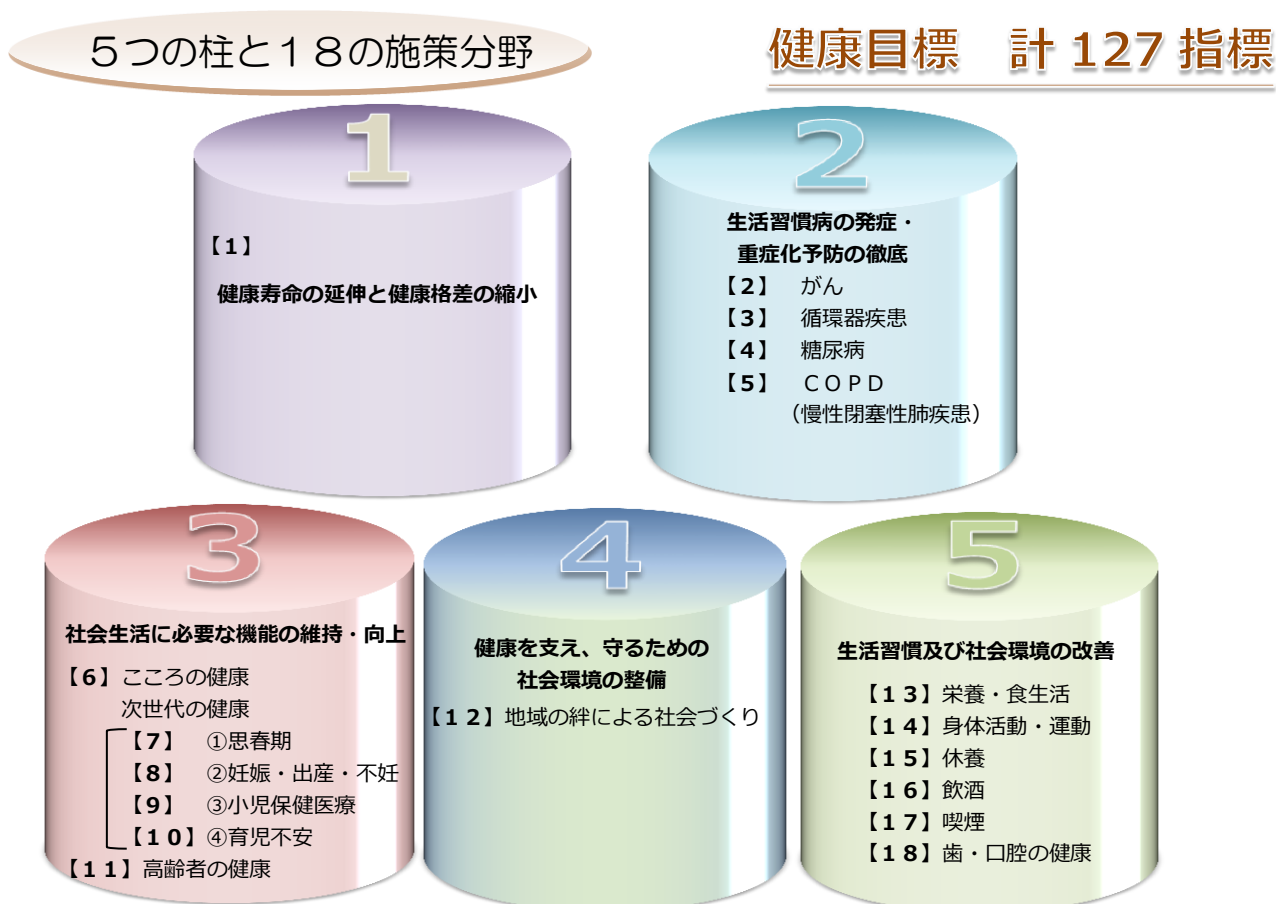 ５つの柱と１８の施策分野
健康目標　計 127 指標
1
【１】
健康寿命の延伸と健康格差の縮小
2
生活習慣病の発症・
重症化予防の徹底
【２】　がん
【３】　循環器疾患
【４】　糖尿病
【５】　ＣＯＰＤ
（慢性閉塞性肺疾患）
3
社会生活に必要な機能の維持・向上
【６】こころの健康
次世代の健康
【７】　①思春期
【８】　②妊娠・出産・不妊
【９】　③小児保健医療
【１０】④育児不安
【１１】高齢者の健康
4
健康を支え、守るための
社会環境の整備
【１２】地域の絆による社会づくり
5
生活習慣及び社会環境の改善
【１３】栄養・食生活
【１４】身体活動・運動
【１５】休養
【１６】飲酒
【１７】喫煙
【１８】歯・口腔の健康